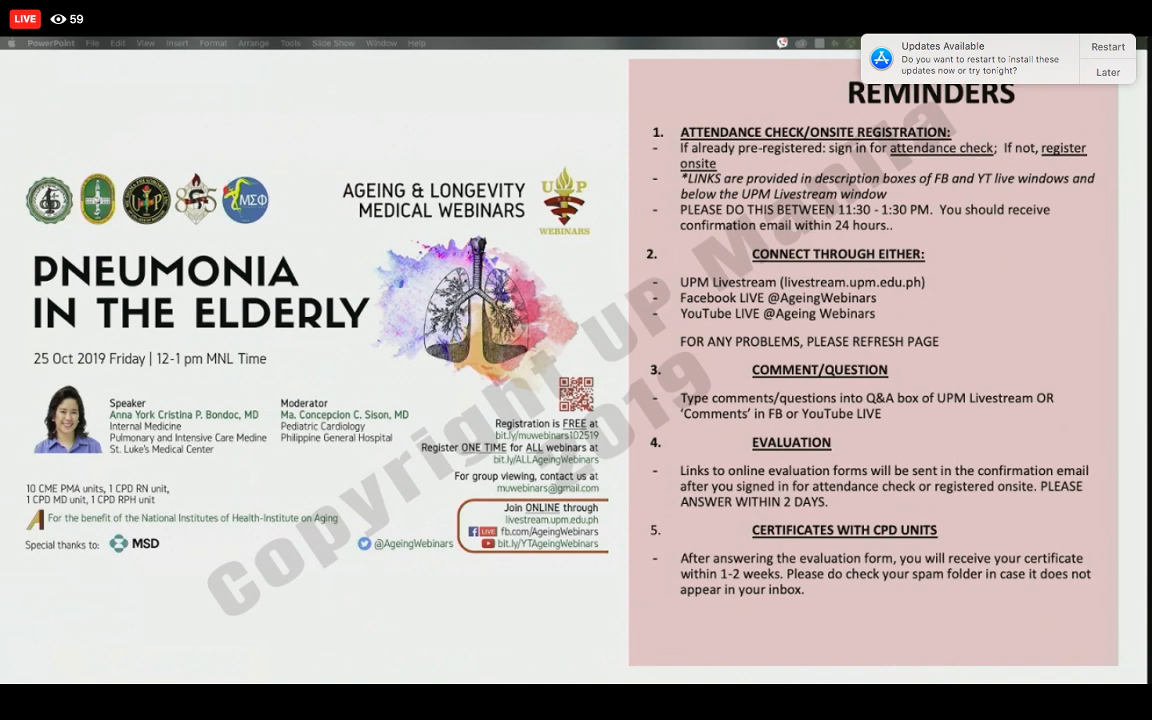 LIVE 59
PowerPoint File Edit View Insert Format Arrange Tools Slide Show Window Help
Updates Available
Do you want to restart to install these
updates now or try tonight?
Restart
Later
AGEING & LONGEVITY
MEDICAL WEBINARS
UP
WEBINARS
PNEUMONIA
IN THE ELDERLY
25 Oct 2019 Friday | 12-1 pm MNL Time
Speaker
Anna York Cristina P. Bondoc, MD
Internal Medicine
Pulmonary and Intensive Care Medine
St. Luke's Medical Center
Moderator
Ma. Concepcion C. Sison, MD
Pediatric Cardiology
Philippine General Hospital
Registration is FREE at
bit.ly/muwebinars102519
Register ONE TIME for ALL webinars at
bit.ly/ALLAgeingWebinars
For group viewing, contact us at
muwebinars@gmail.com
10 CME PMA units, 1 CPD RN unit,
1 CPD MD unit, 1 CPD RPH unit
For the benefit of the National Institutes of Health-Institute on Aging
Special thanks to: MSD
@AgeingWebinars
Join ONLINE through
livestream.upm.edu.ph
LIVE fb.com/AgeingWebinars
bit.ly/YTAgeingWebinars
REMINDERS
1. ATTENDANCE CHECK/ONSITE REGISTRATION:
- If already pre-registered: sign in for attendance check; If not, register
onsite
- *LINKS are provided in description boxes of FB and YT live windows and
below the UPM Livestream window
- PLEASE DO THIS BETWEEN 11:30 - 1:30 PM. You should receive
confirmation email within 24 hours..
2. CONNECT THROUGH EITHER:
- UPM Livestream (livestream.upm.edu.ph)
- Facebook LIVE @AgeingWebinars
- YouTube LIVE @Ageing Webinars
FOR ANY PROBLEMS, PLEASE REFRESH PAGE
3. COMMENT/QUESTION
- Type comments/questions into Q&A box of UPM Livestream OR
'Comments' in FB or YouTube LIVE
4. EVALUATION
- Links to online evaluation forms will be sent in the confirmation email
after you signed in for attendance check or registered onsite. PLEASE
ANSWER WITHIN 2 DAYS.
5. CERTIFICATES WITH CPD UNITS
- After answering the evaluation form, you will receive your certificate
within 1-2 weeks. Please do check your spam folder in case it does not
appear in your inbox.
Copyright UP Manila
2019